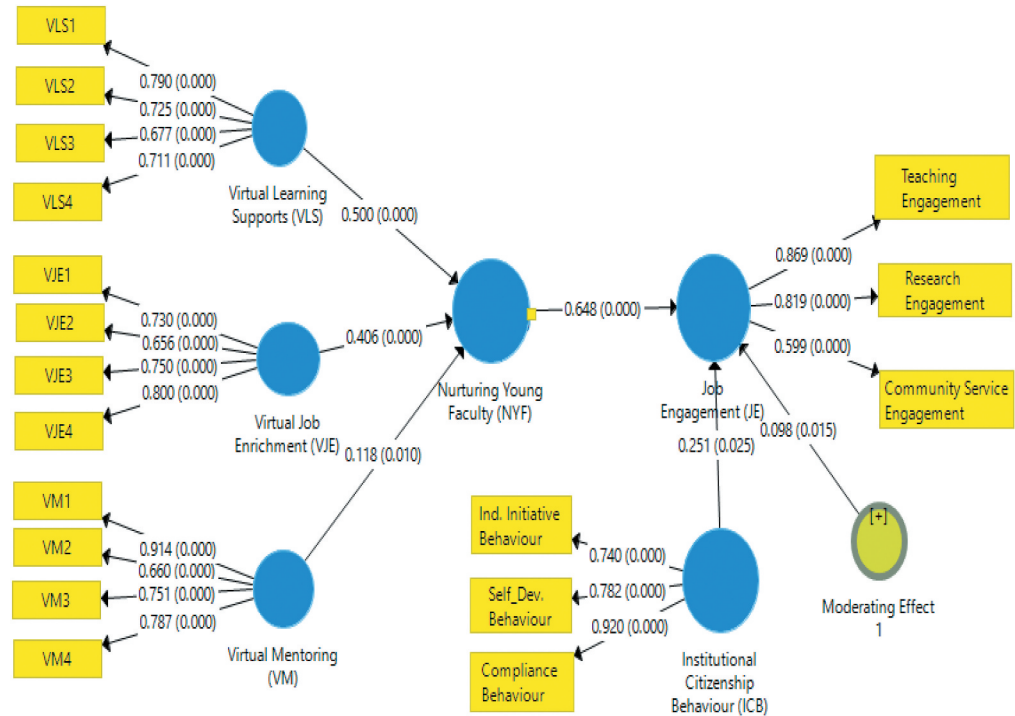 VLS1
VLS2
VLS3
VLS4
0.790 (0.000)
0.725 (0.000)
0.677 (0.000)
0.711 (0.000)
Virtual Learning
Supports (VLS)
0.500 (0.000)
VJE1
VJE2
VJE3
VJE4
0.730 (0.000)
0.656 (0.000)
0.750 (0.000)
0.800 (0.000)
Virtual Job
Enrichment (VJE)
0.406 (0.000)
VM1
VM2
VM3
VM4
0.914 (0.000)
0.660 (0.000)
0.751 (0.000)
0.787 (0.000)
Virtual Mentoring
(VM)
0.118 (0.010)
Nurturing Young
Faculty (NYF)
0.648 (0.000)
Job
Engagement (JE)
0.869 (0.000)
0.819 (0.000)
0.599 (0.000)
Teaching
Engagement
Research
Engagement
Community Service
Engagement
0.251 (0.025)
0.098 (0.015)
Ind. Initiative
Behaviour
Self_Dev.
Behaviour
Compliance
Behaviour
0.740 (0.000)
0.782 (0.000)
0.920 (0.000)
Institutional
Citizenship
Behaviour (ICB)
[+]
Moderating Effect
1